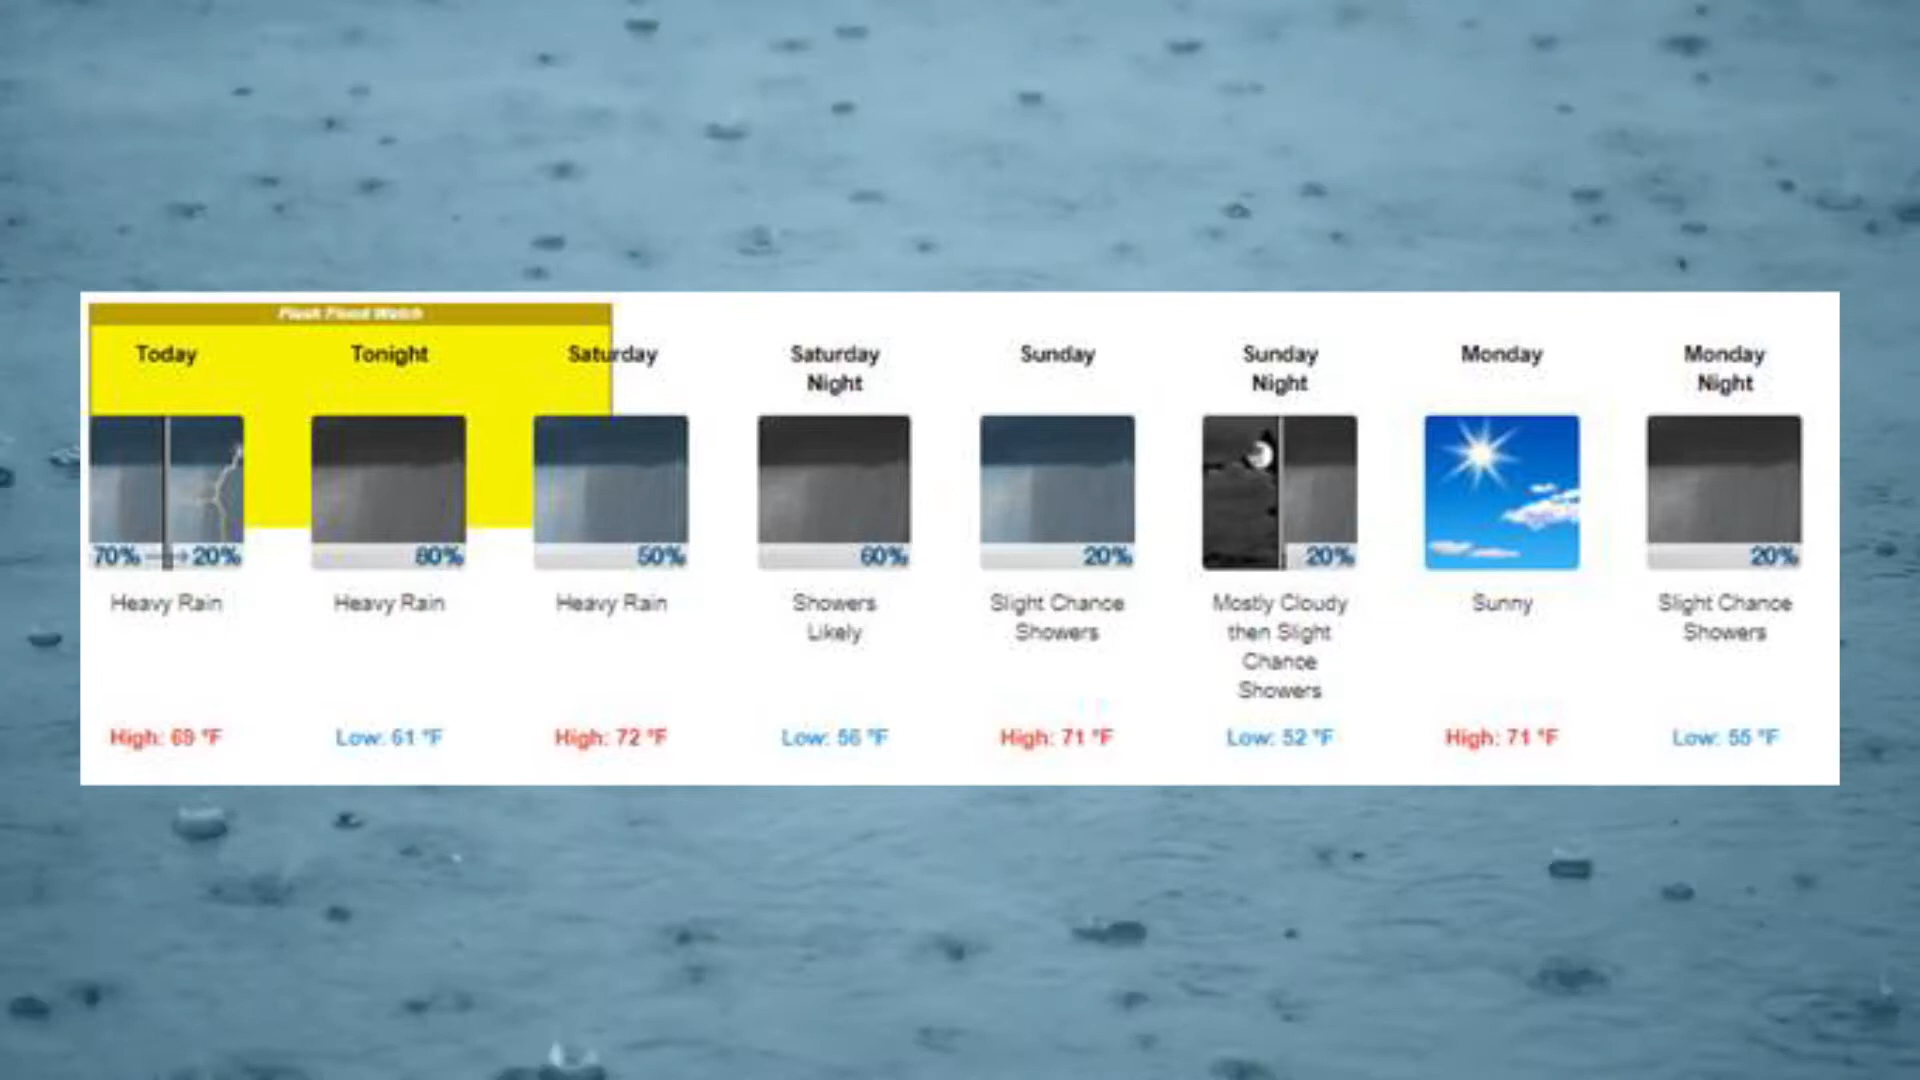 Flash Flood Watch
Today Tonight Saturday Saturday Night Sunday Sunday Night Monday Monday Night
70% 20% 80% 50% 60% 20% 20% 20%
Heavy Rain Heavy Rain Heavy Rain Showers Likely Slight Chance Showers Mostly Cloudy then Slight Chance Showers Sunny Slight Chance Showers
High: 69 °F Low: 61 °F High: 72 °F Low: 56 °F High: 71 °F Low: 52 °F High: 71 °F Low: 55 °F